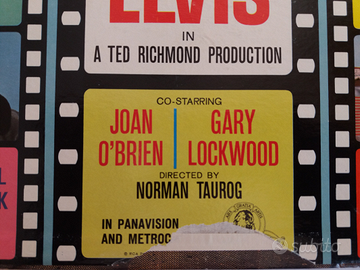 ELVIS
IN
A TED RICHMOND PRODUCTION
CO-STARRING
JOAN O'BRIEN
GARY LOCKWOOD
DIRECTED BY
NORMAN TAUROG
IN PANAVISION
AND METROC
subito